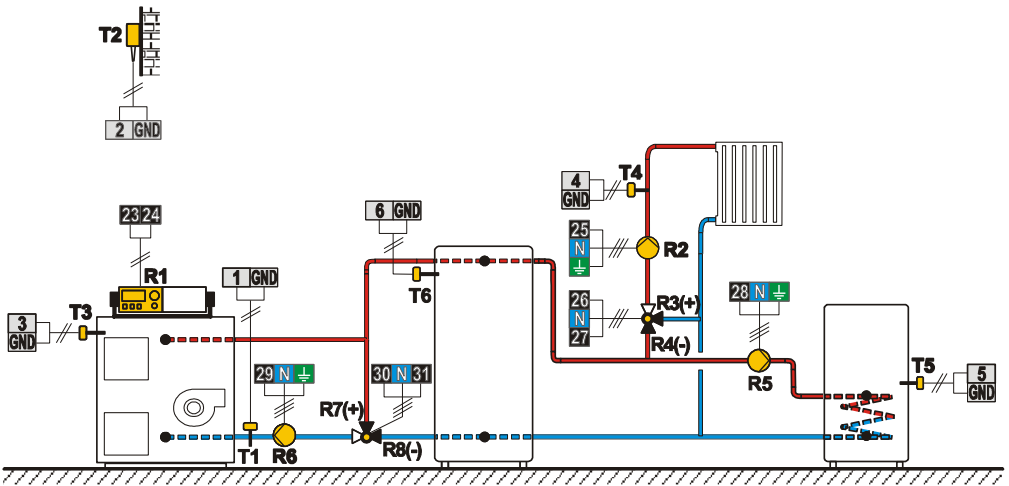 T2
2 GND
4 T4
GND
6 GND
23 24
25
N R2
R1
1 GND
T6
28 N
26 R3(+)
N
27 R4(-)
3 T3
GND
T5 5
GND
R5
29 N
30 N 31
R7(+)
T1 R6 R8(-)